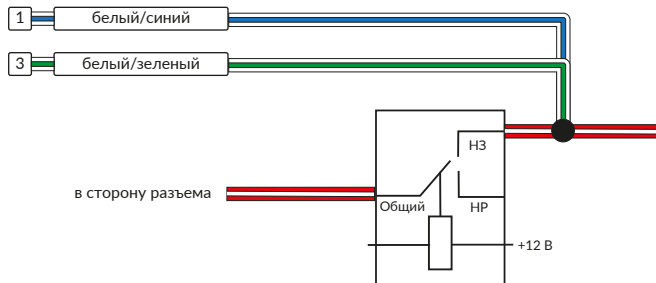 1
белый/синий
3
белый/зеленый
НЗ
в сторону разъема
Общий
НР
+12 В